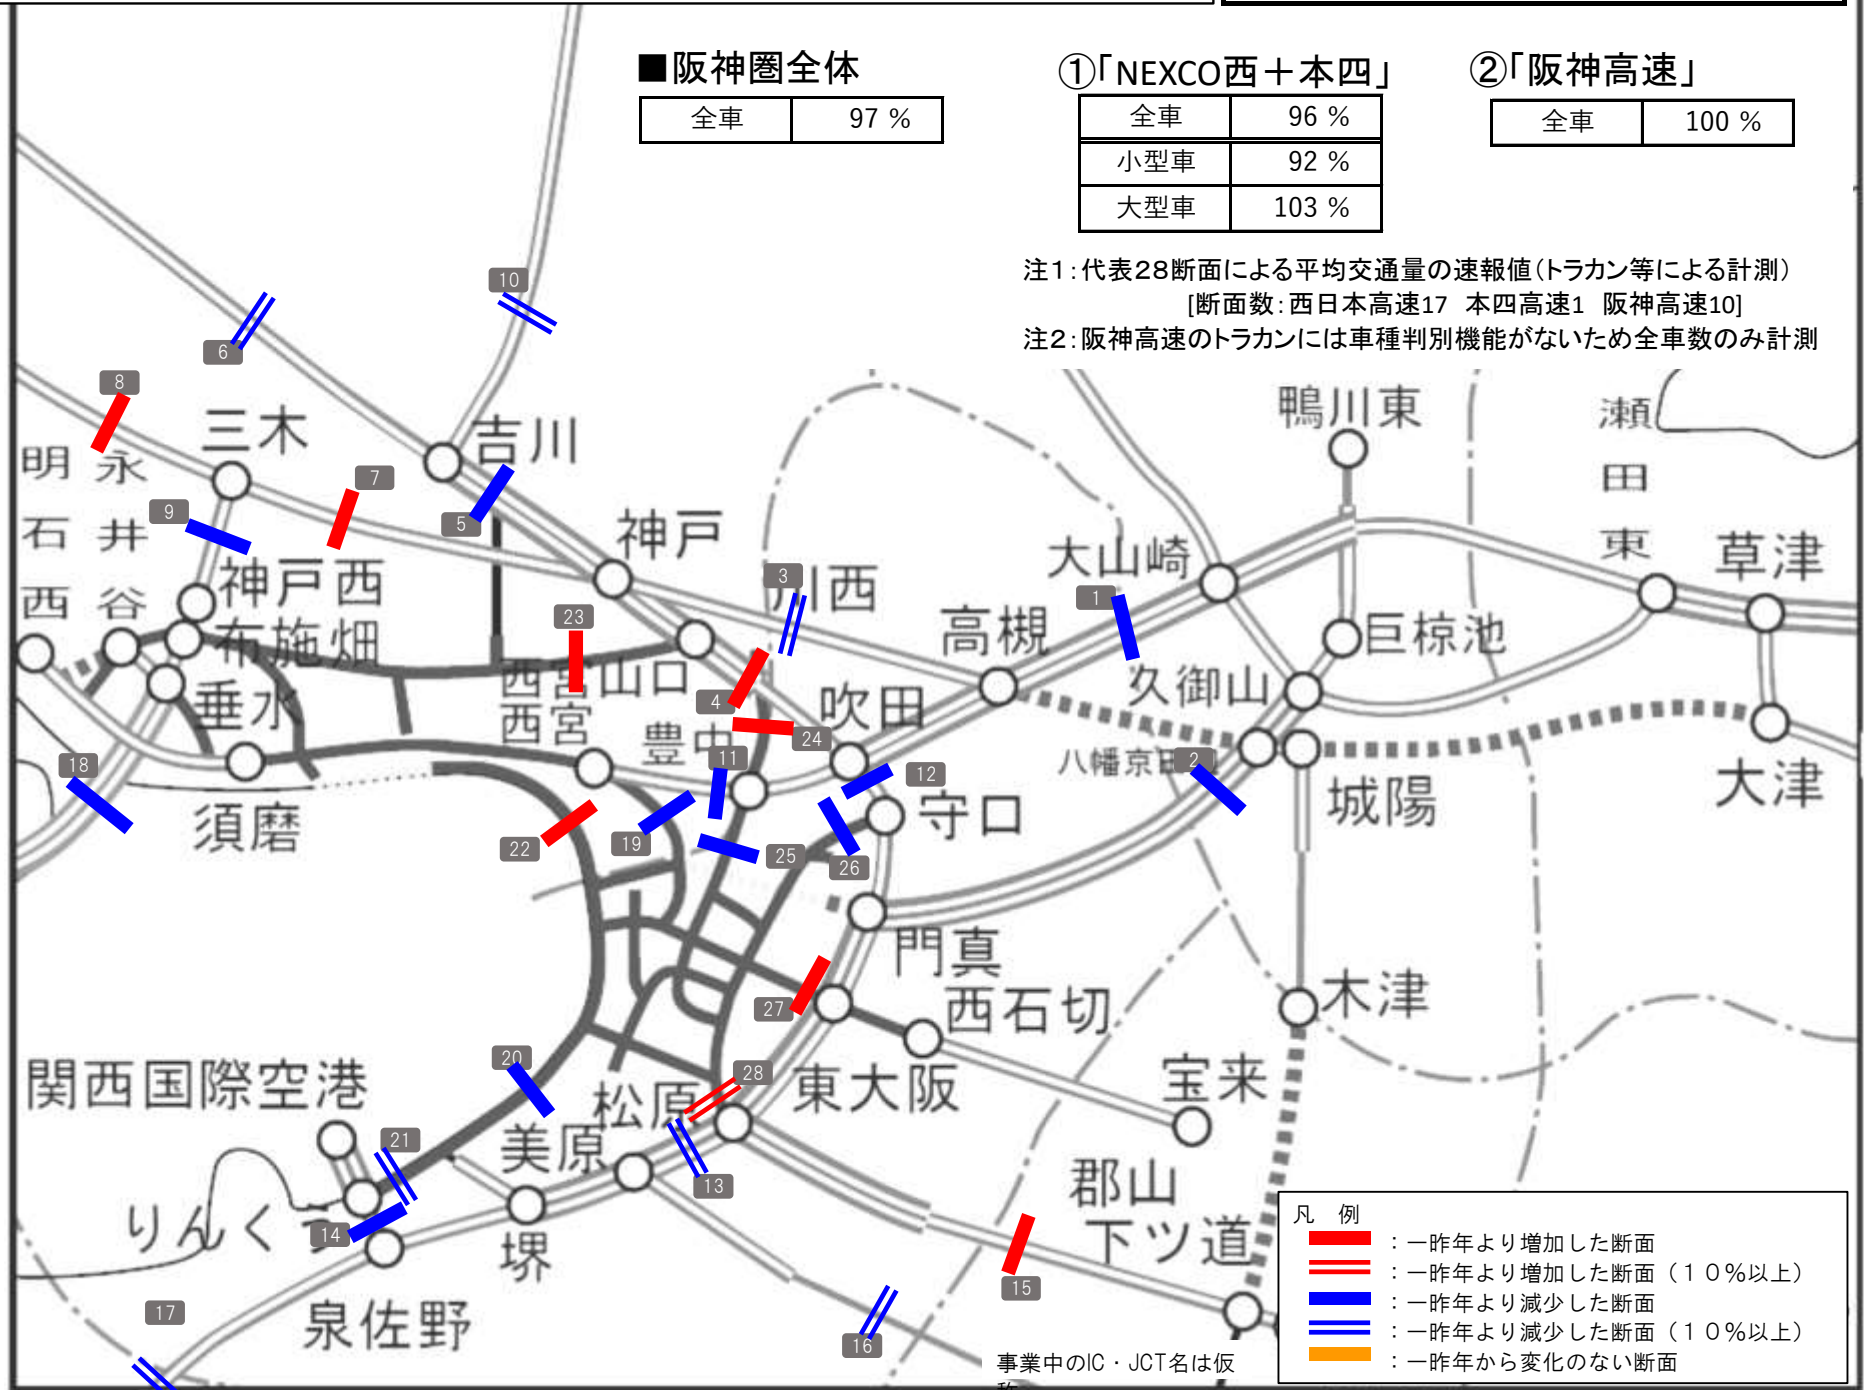 ■阪神圏全体
全車 97 %
①「NEXCO西＋本四」
全車 96 %
小型車 92 %
大型車 103 %
②「阪神高速」
全車 100 %
注1：代表28断面による平均交通量の速報値（トラカン等による計測）
[断面数：西日本高速17 本四高速1 阪神高速10]
注2：阪神高速のトラカンには車種判別機能がないため全車数のみ計測
10
6
8
三木
吉川
鴨川東
瀬田東
明石西
永井谷
7
9
5
神戸
大山崎
草津
神戸西
3
川西
1
高槻
23
布施畑
巨椋池
西宮山口
久御山
垂水
4
吹田
西宮
豊中
24
八幡京田
2
18
11
12
城陽
大津
須磨
守口
22
19
25
26
門真
27
西石切
木津
関西国際空港
20
松原
28
東大阪
宝来
21
美原
13
郡山
下ツ道
りんくう
14
堺
15
17
泉佐野
16
事業中のIC・JCT名は仮
称
凡 例
：一昨年より増加した断面
：一昨年より増加した断面（１０％以上）
：一昨年より減少した断面
：一昨年より減少した断面（１０％以上）
：一昨年から変化のない断面